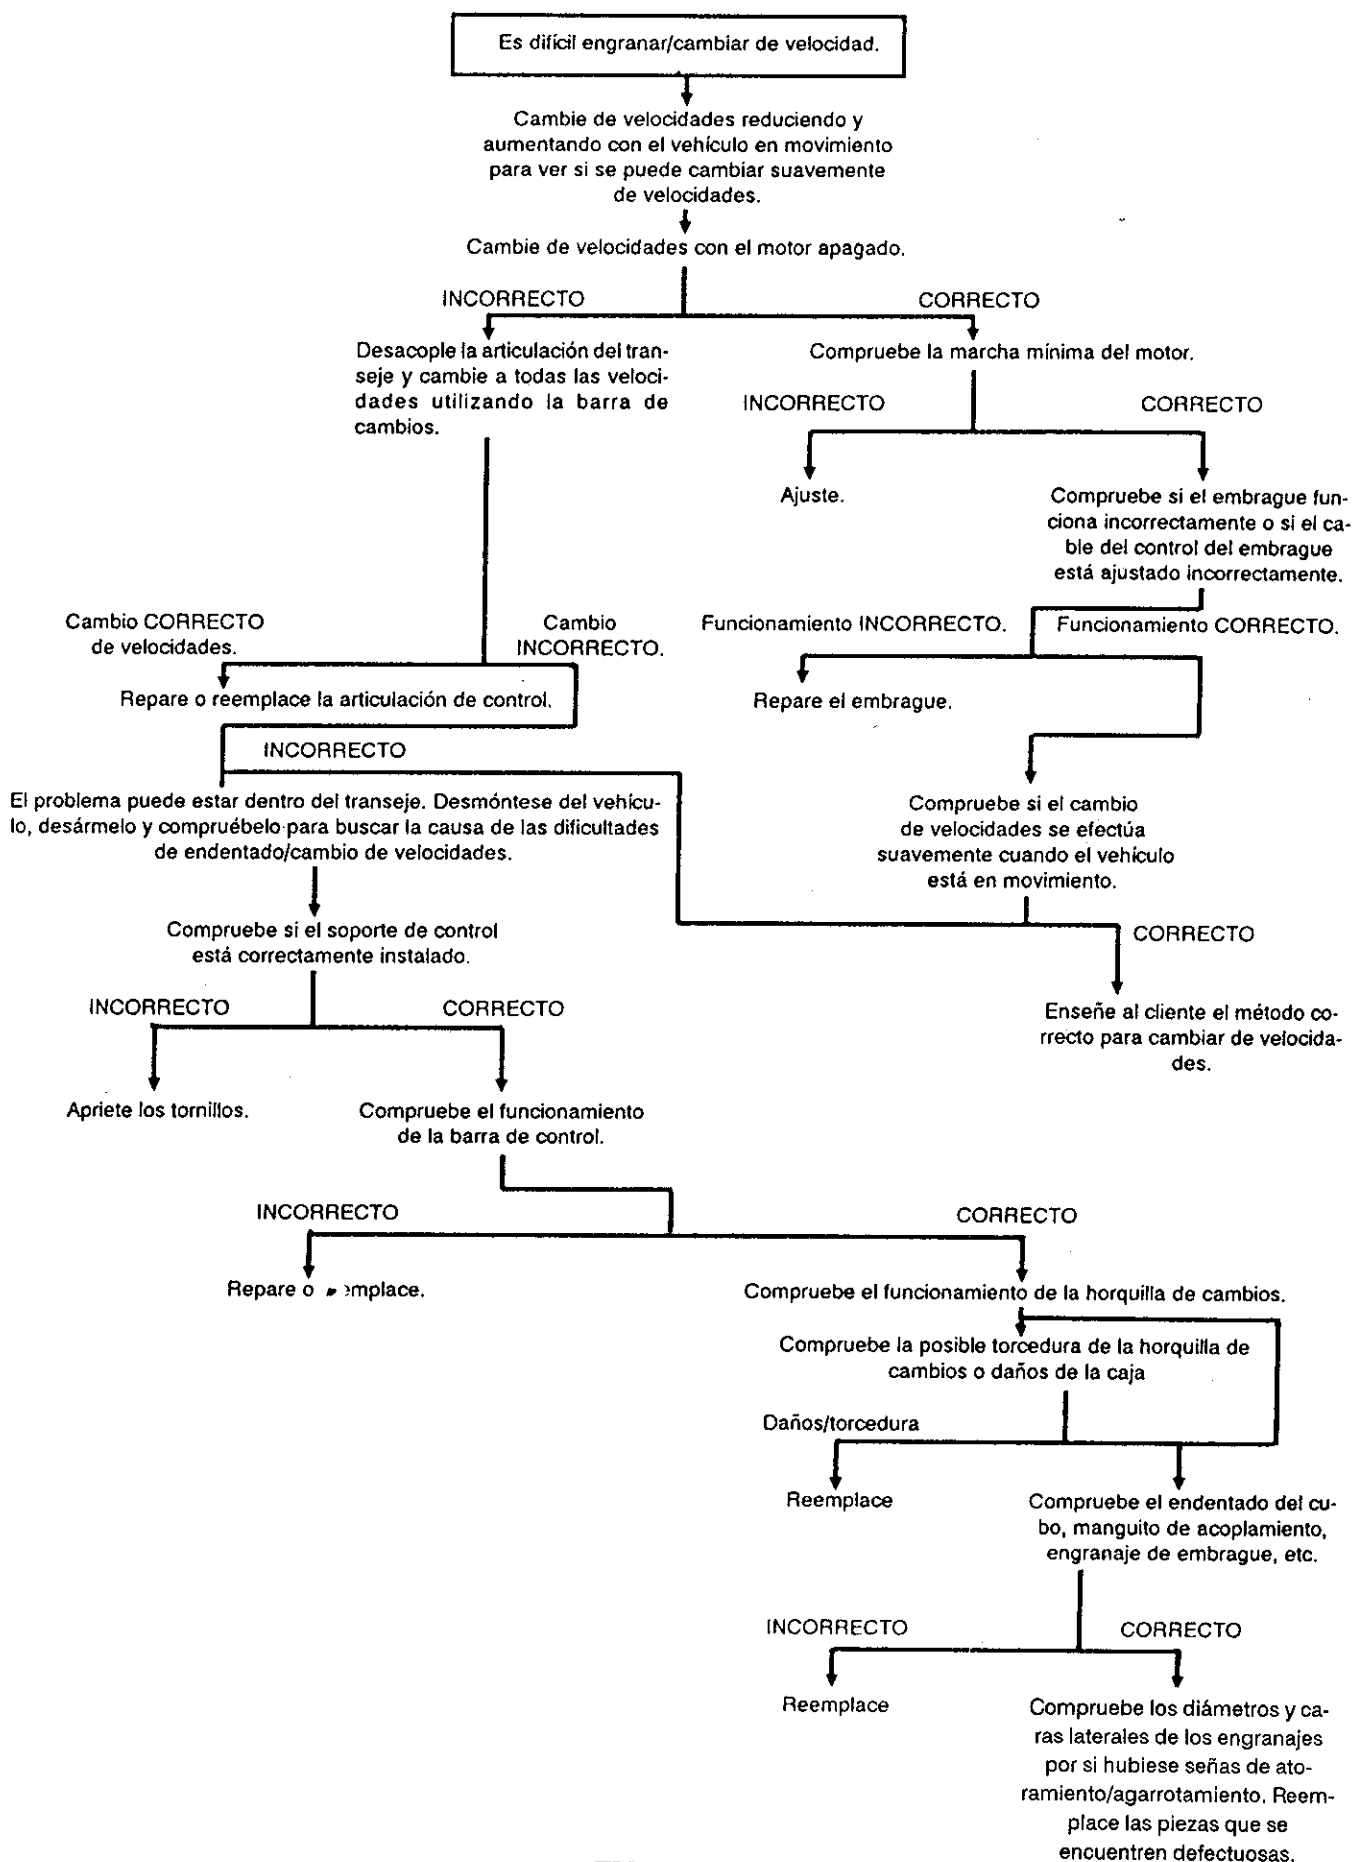 Es difícil engranar/cambiar de velocidad.
Cambie de velocidades reduciendo y
aumentando con el vehículo en movimiento
para ver si se puede cambiar suavemente
de velocidades.
Cambie de velocidades con el motor apagado.
INCORRECTO
CORRECTO
Desacople la articulación del tran-
seje y cambie a todas las veloci-
dades utilizando la barra de
cambios.
Compruebe la marcha mínima del motor.
INCORRECTO
CORRECTO
Ajuste.
Compruebe si el embrague fun-
ciona incorrectamente o si el ca-
ble del control del embrague
está ajustado incorrectamente.
Cambio CORRECTO
de velocidades.
Cambio
INCORRECTO.
Funcionamiento INCORRECTO.
Funcionamiento CORRECTO.
Repare o reemplace la articulación de control.
Repare el embrague.
INCORRECTO
El problema puede estar dentro del transeje. Desmóntese del vehícu-
lo, desármelo y compruébelo para buscar la causa de las dificultades
de endentado/cambio de velocidades.
Compruebe si el cambio
de velocidades se efectúa
suavemente cuando el vehículo
está en movimiento.
Compruebe si el soporte de control
está correctamente instalado.
CORRECTO
INCORRECTO
CORRECTO
Enseñe al cliente el método co-
rrecto para cambiar de velocida-
des.
Apriete los tornillos.
Compruebe el funcionamiento
de la barra de control.
INCORRECTO
CORRECTO
Repare o
Compruebe el funcionamiento de la horquilla de cambios.
Compruebe la posible torcedura de la horquilla de
cambios o daños de la caja
Daños/torcedura
Reemplace
Compruebe el endentado del cu-
bo, manguito de acoplamiento,
engranaje de embrague, etc.
INCORRECTO
CORRECTO
Reemplace
Compruebe los diámetros y ca-
ras laterales de los engranajes
por si hubiese señas de ato-
ramiento/agarrotamiento. Reem-
place las piezas que se
encuentren defectuosas.